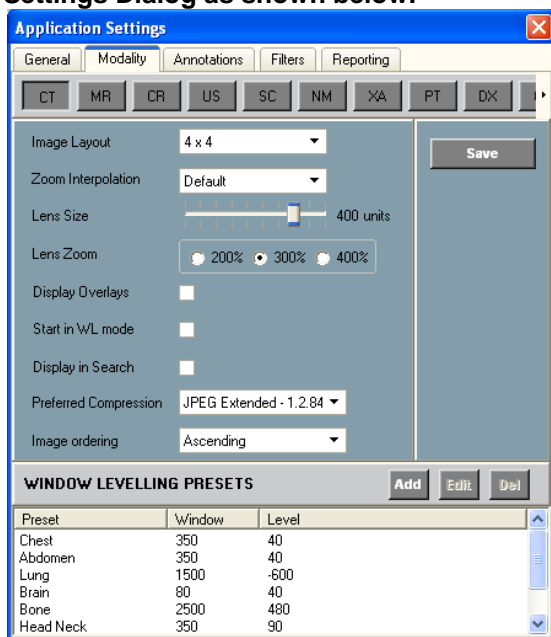 Settings Dialog as shown below:
Application Settings
General Modality Annotations Filters Reporting
CT MR CR US SC NM XA PT DX
Image Layout 4 x 4 Save
Zoom Interpolation Default
Lens Size 400 units
Lens Zoom 200% 300% 400%
Display Overlays
Start in WL mode
Display in Search
Preferred Compression JPEG Extended - 1.2.84
Image ordering Ascending
WINDOW LEVELLING PRESETS Add Edit Del
Preset Window Level
Chest 350 40
Abdomen 350 40
Lung 1500 -600
Brain 80 40
Bone 2500 480
Head Neck 350 90